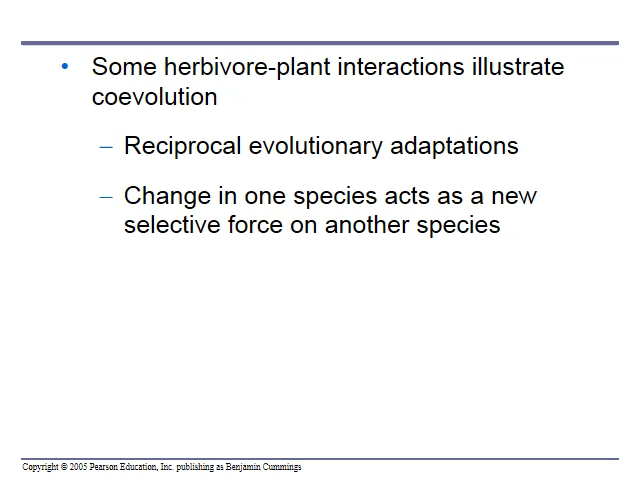 • Some herbivore-plant interactions illustrate
coevolution
– Reciprocal evolutionary adaptations
– Change in one species acts as a new
selective force on another species
Copyright © 2005 Pearson Education, Inc. publishing as Benjamin Cummings